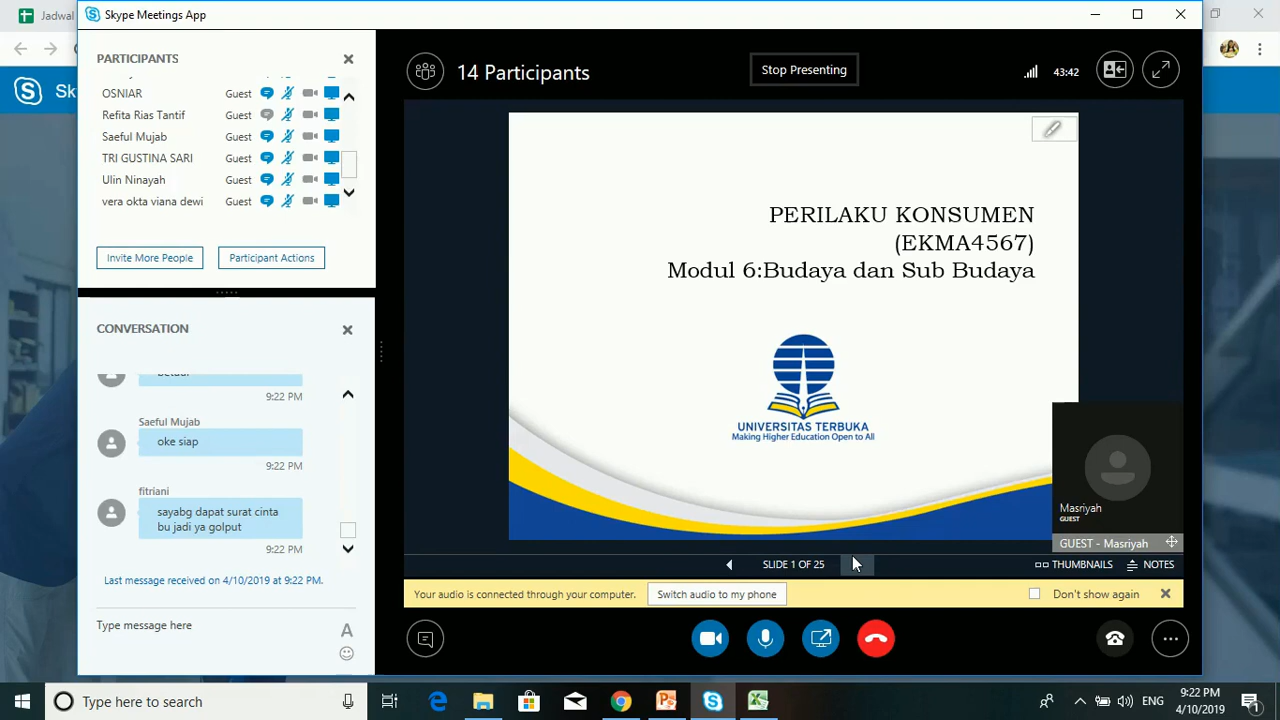 Jadwal
Skype Meetings App
Sk
PARTICIPANTS
OSNIAR Guest
Refita Rias Tantif Guest
Saeful Mujab Guest
TRI GUSTINA SARI Guest
Ulin Ninayah Guest
vera okta viana dewi Guest
Invite More People
Participant Actions
CONVERSATION
9:22 PM
Saeful Mujab
oke siap
9:22 PM
fitriani
sayabg dapat surat cinta
bu jadi ya golput
9:22 PM
Last message received on 4/10/2019 at 9:22 PM.
Type message here
A
14 Participants
Stop Presenting
43:42
PERILAKU KONSUMEN
(EKMA4567)
Modul 6:Budaya dan Sub Budaya
UNIVERSITAS TERBUKA
Making Higher Education Open to All
Masriyah
GUEST
GUEST - Masriyah
SLIDE 1 OF 25
THUMBNAILS
NOTES
Your audio is connected through your computer.
Switch audio to my phone
Don't show again
Type here to search
ENG
9:22 PM
4/10/2019
1